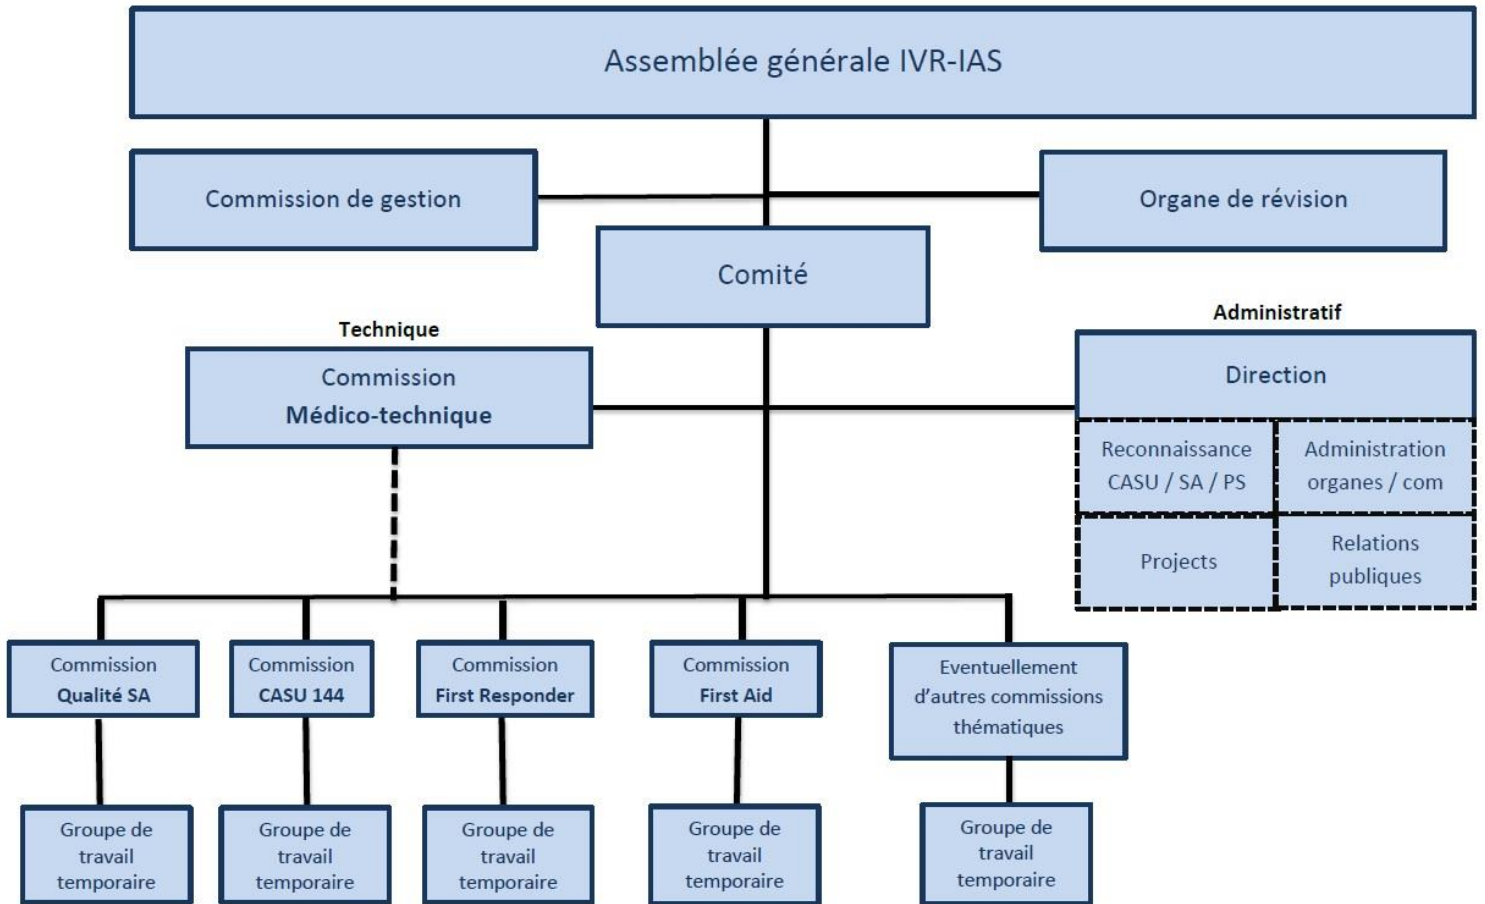 Assemblée générale IVR-IAS
Commission de gestion
Organe de révision
Comité
Technique
Commission
Médico-technique
Administratif
Direction
Reconnaissance
CASU / SA / PS
Administration
organes / com
Projects
Relations
publiques
Commission
Qualité SA
Commission
CASU 144
Commission
First Responder
Commission
First Aid
Eventuellement
d'autres commissions
thématiques
Groupe de
travail
temporaire
Groupe de
travail
temporaire
Groupe de
travail
temporaire
Groupe de
travail
temporaire
Groupe de
travail
temporaire